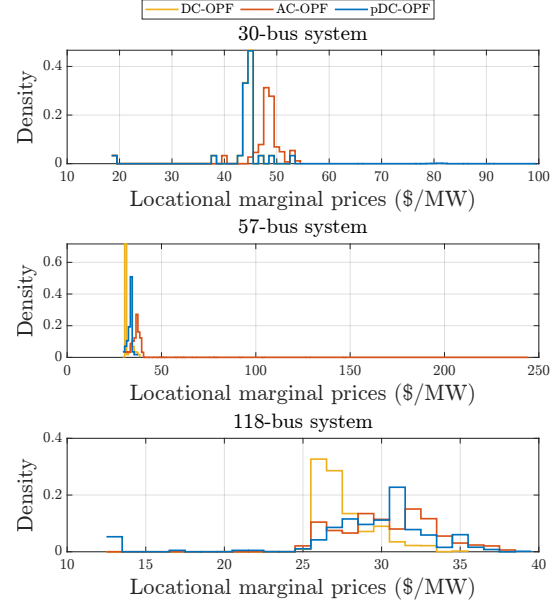 DC-OPF AC-OPF pDC-OPF
30-bus system
0.4
0.2
0
Density
10 20 30 40 50 60 70 80 90 100
Locational marginal prices ($/MW)
57-bus system
0.6
0.4
0.2
0
Density
0 50 100 150 200 250
Locational marginal prices ($/MW)
118-bus system
0.4
0.2
0
Density
10 15 20 25 30 35 40
Locational marginal prices ($/MW)